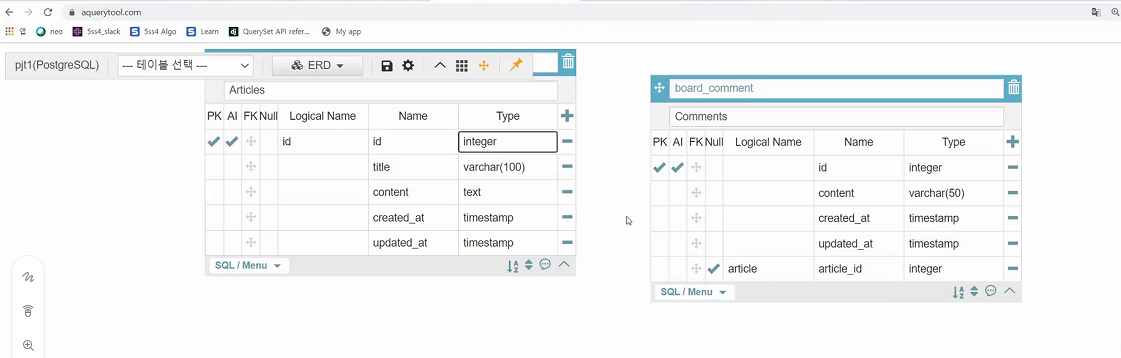 aquerytool.com
앱 neo 5ss4_slack 5ss4 Algo Learn QuerySet API refer... My app
pjt1(PostgreSQL) --- 테이블 선택 --- ERD
Articles
PK AI FK Null Logical Name Name Type
id id integer
title varchar(100)
content text
created_at timestamp
updated_at timestamp
SQL / Menu
board_comment
Comments
PK AI FK Null Logical Name Name Type
id integer
content varchar(50)
created_at timestamp
updated_at timestamp
article article_id integer
SQL / Menu